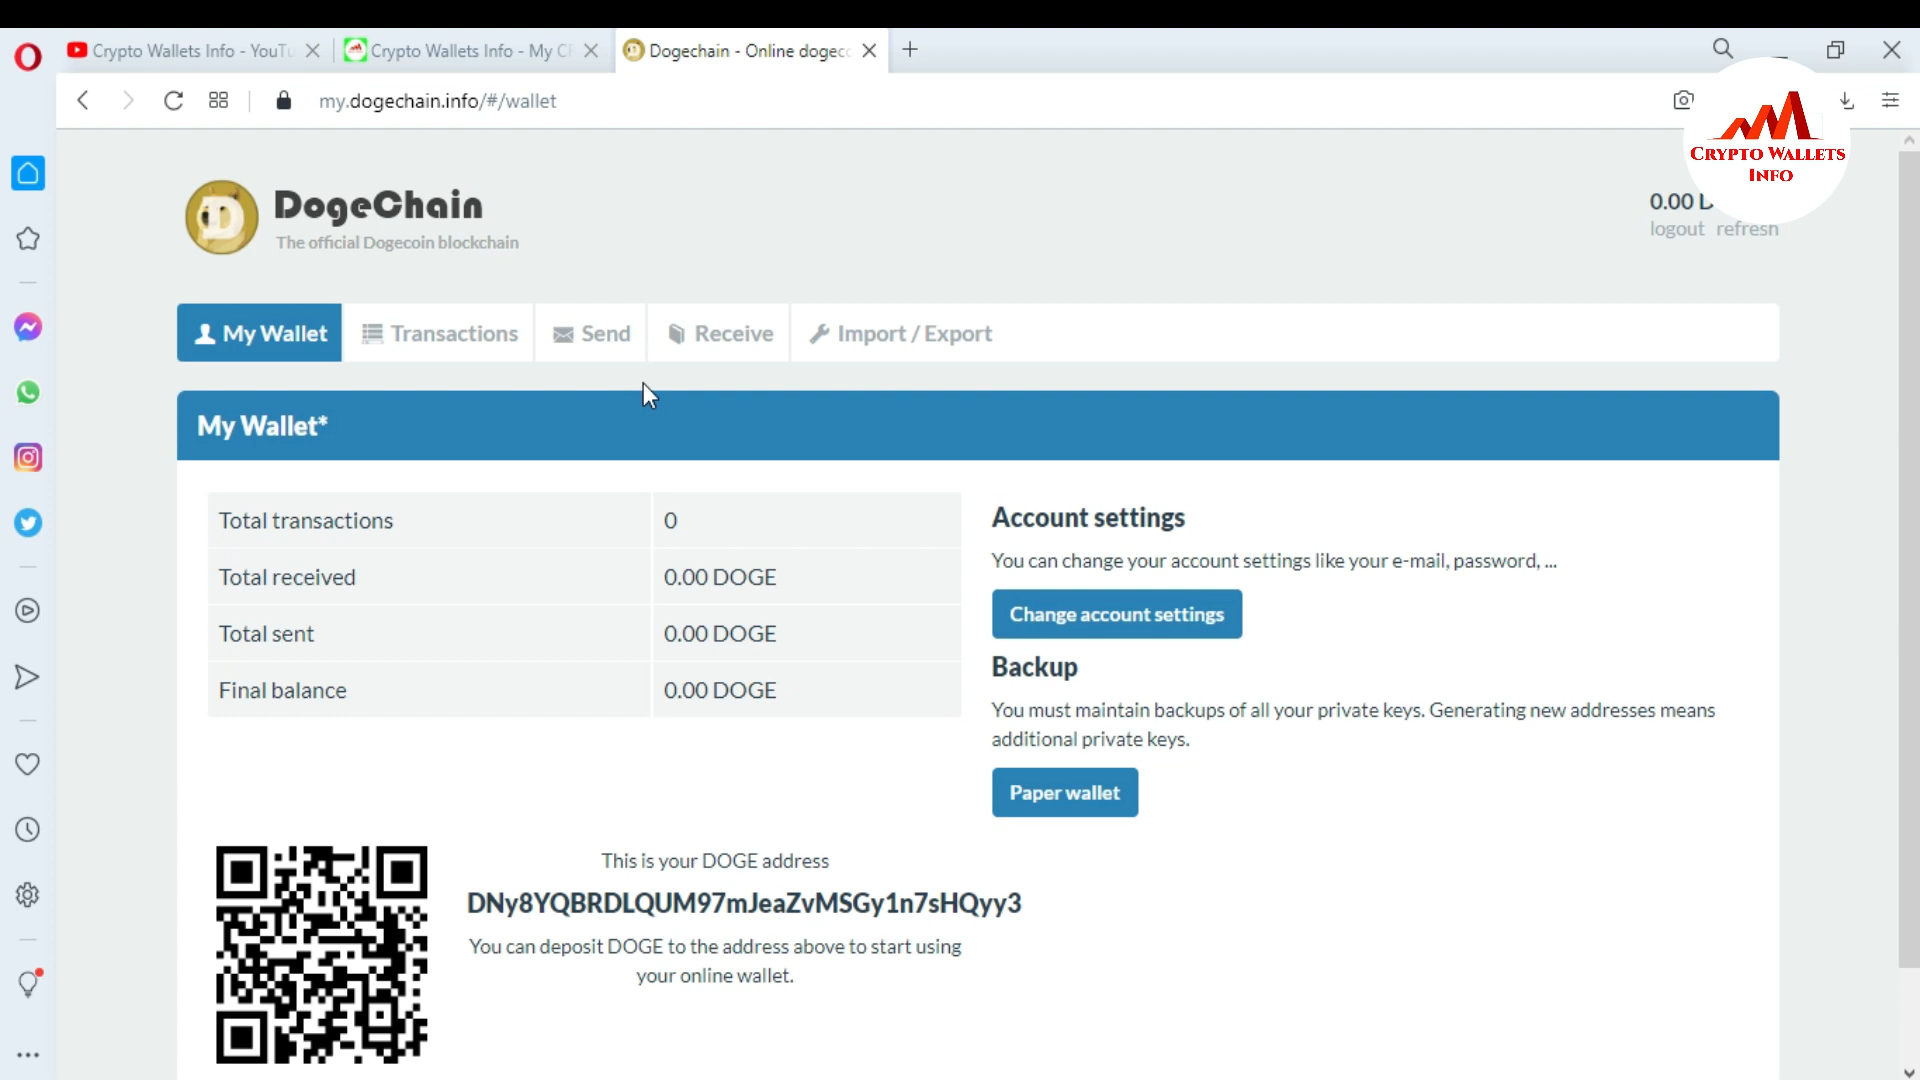 Crypto Wallets Info - YouTu
Crypto Wallets Info - My C
Dogechain - Online dogeco
my.dogechain.info/#/wallet
CRYPTO WALLETS
INFO
DogeChain
The official Dogecoin blockchain
0.00 D
logout refresh
My Wallet
Transactions
Send
Receive
Import / Export
My Wallet*
Total transactions 0
Total received 0.00 DOGE
Total sent 0.00 DOGE
Final balance 0.00 DOGE
Account settings
You can change your account settings like your e-mail, password, ...
Change account settings
Backup
You must maintain backups of all your private keys. Generating new addresses means
additional private keys.
Paper wallet
This is your DOGE address
DNy8YQBRDLQUM97mJeaZvMSGy1n7sHQyy3
You can deposit DOGE to the address above to start using
your online wallet.